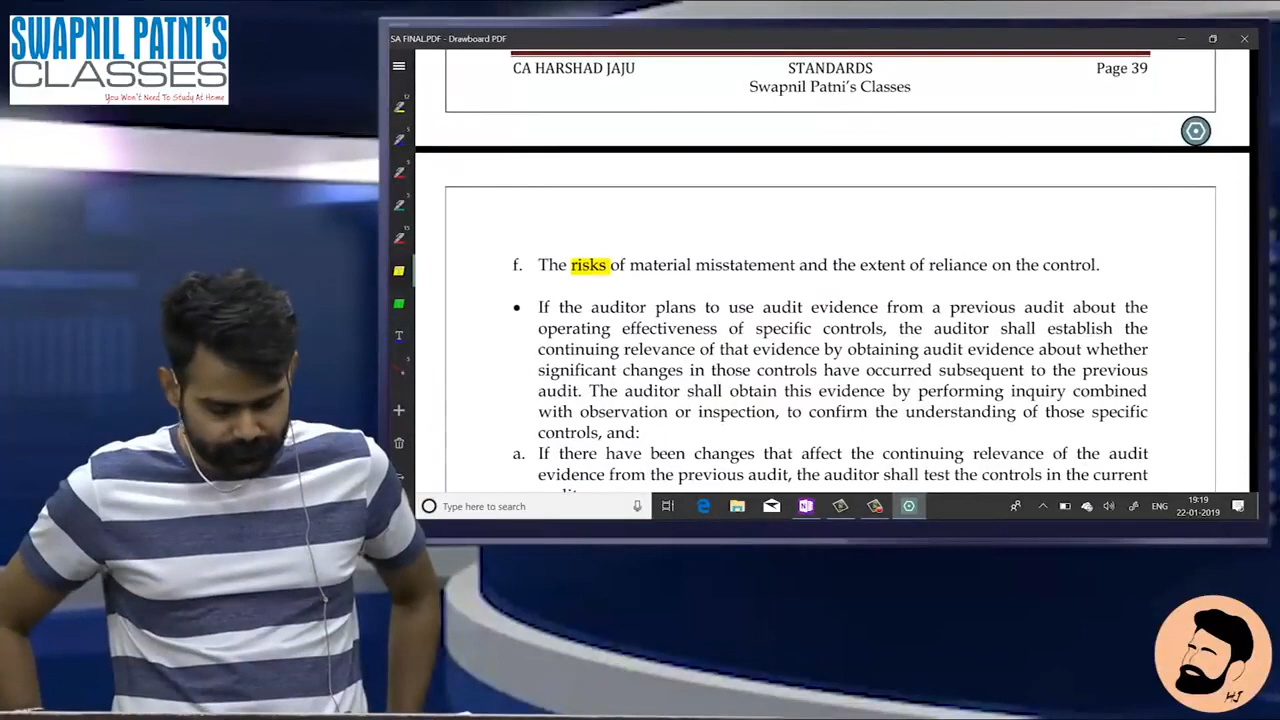 SWAPNIL PATNI'S
CLASSES
You Won't Need To Study At Home
SA FINAL.PDF - Drawboard PDF
CA HARSHAD JAJU STANDARDS Page 39
Swapnil Patni's Classes
f. The risks of material misstatement and the extent of reliance on the control.
• If the auditor plans to use audit evidence from a previous audit about the
operating effectiveness of specific controls, the auditor shall establish the
continuing relevance of that evidence by obtaining audit evidence about whether
significant changes in those controls have occurred subsequent to the previous
audit. The auditor shall obtain this evidence by performing inquiry combined
with observation or inspection, to confirm the understanding of those specific
controls, and:
a. If there have been changes that affect the continuing relevance of the audit
evidence from the previous audit, the auditor shall test the controls in the current
Type here to search
ENG
19:19
22-01-2019
HJ